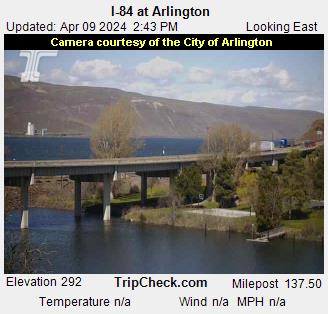 I-84 at Arlington
Updated: Apr 09 2024 2:43 PM Looking East
Camera courtesy of the City of Arlington
Elevation 292 TripCheck.com Milepost 137.50
Temperature n/a Wind n/a MPH n/a